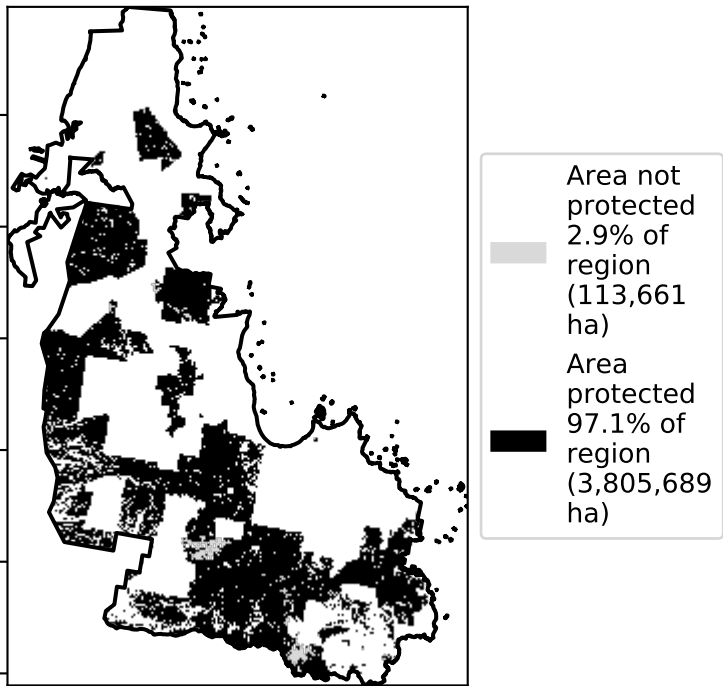 Area not
protected
2.9% of
region
(113,661
ha)
Area
protected
97.1% of
region
(3,805,689
ha)